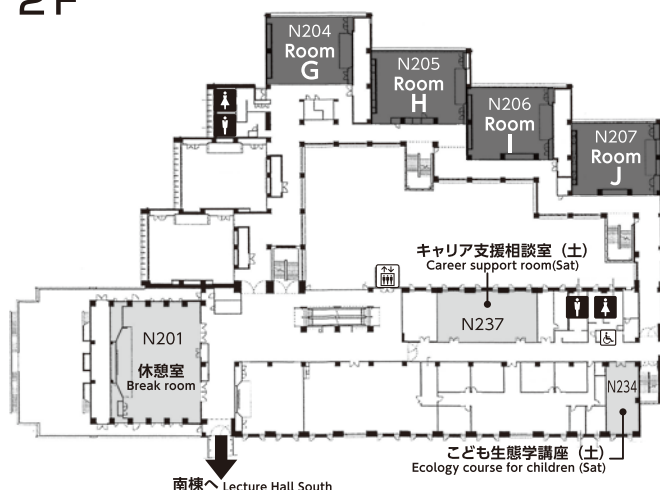 2F
N204
Room
G
N205
Room
H
N206
Room
I
N207
Room
J
キャリア支援相談室（土）
Career support room(Sat)
N237
N201
休憩室
Break room
N234
こども生態学講座（土）
Ecology course for children (Sat)
南棟へ Lecture Hall South